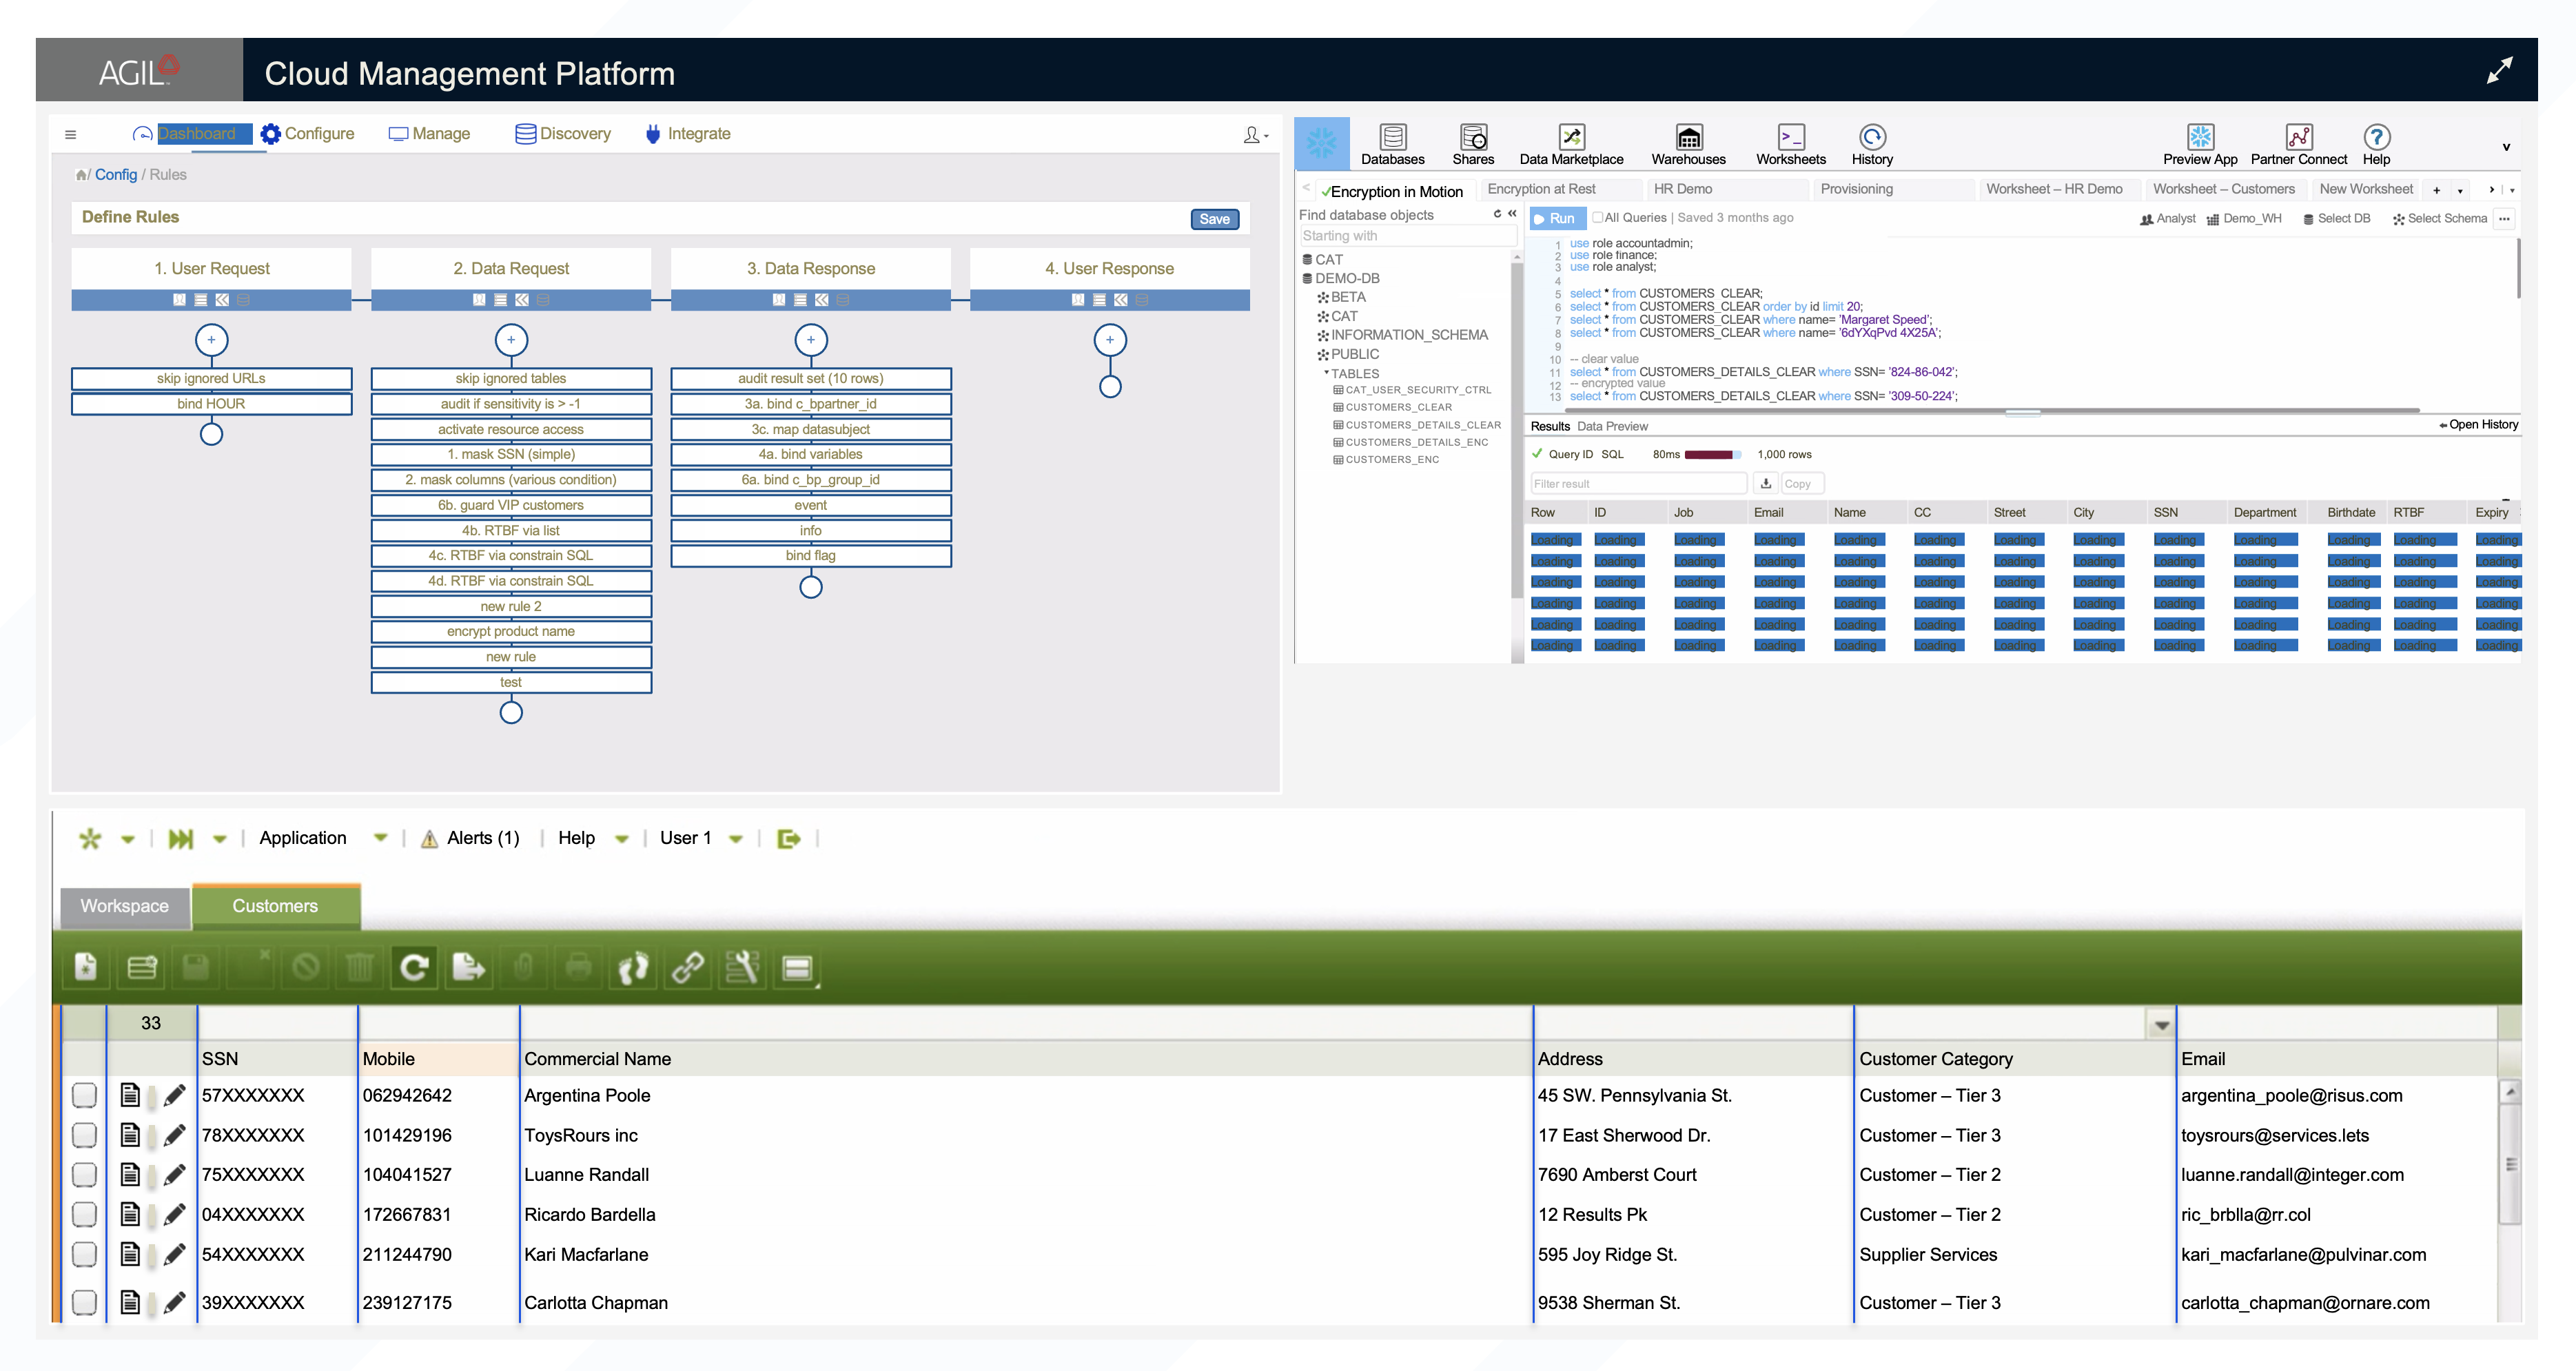 AGIL
Cloud Management Platform
Dashboard Configure Manage Discovery Integrate
/ Config / Rules
Define Rules
Save
1. User Request
skip ignored URLs
bind HOUR
2. Data Request
skip ignored tables
audit if sensitivity is > -1
activate resource access
1. mask SSN (simple)
2. mask columns (various condition)
6b. guard VIP customers
4b. RTBF via list
4c. RTBF via constrain SQL
4d. RTBF via constrain SQL
new rule 2
encrypt product name
new rule
test
3. Data Response
audit result set (10 rows)
3a. bind c_bpartner_id
3c. map datasubject
4a. bind variables
6a. bind c_bp_group_id
event
info
bind flag
4. User Response
Databases Shares Data Marketplace Warehouses Worksheets History Preview App Partner Connect Help
Encryption in Motion Encryption at Rest HR Demo Provisioning Worksheet – HR Demo Worksheet – Customers New Worksheet
Find database objects
Starting with
CAT
DEMO-DB
BETA
CAT
INFORMATION_SCHEMA
PUBLIC
TABLES
CAT_USER_SECURITY_CTRL
CUSTOMERS_CLEAR
CUSTOMERS_DETAILS_CLEAR
CUSTOMERS_DETAILS_ENC
CUSTOMERS_ENC
Run All Queries | Saved 3 months ago Analyst Demo_WH Select DB Select Schema
1 use role accountadmin;
2 use role finance;
3 use role analyst;
4
5 select * from CUSTOMERS_CLEAR;
6 select * from CUSTOMERS_CLEAR order by id limit 20;
7 select * from CUSTOMERS_CLEAR where name= 'Margaret Speed';
8 select * from CUSTOMERS_CLEAR where name= '6dYXqPvd 4X25A';
9
10 -- clear value
11 select * from CUSTOMERS_DETAILS_CLEAR where SSN= '824-86-042';
12 -- encrypted value
13 select * from CUSTOMERS_DETAILS_CLEAR where SSN= '309-50-224';
Results Data Preview Open History
Query ID SQL 80ms 1,000 rows
Filter result Copy
Row ID Job Email Name CC Street City SSN Department Birthdate RTBF Expiry
Loading Loading Loading Loading Loading Loading Loading Loading Loading Loading Loading Loading Loading
Loading Loading Loading Loading Loading Loading Loading Loading Loading Loading Loading Loading Loading
Loading Loading Loading Loading Loading Loading Loading Loading Loading Loading Loading Loading Loading
Loading Loading Loading Loading Loading Loading Loading Loading Loading Loading Loading Loading Loading
Loading Loading Loading Loading Loading Loading Loading Loading Loading Loading Loading Loading Loading
Loading Loading Loading Loading Loading Loading Loading Loading Loading Loading Loading Loading Loading
Application Alerts (1) Help User 1
Workspace Customers
33
SSN Mobile Commercial Name Address Customer Category Email
57XXXXXXX 062942642 Argentina Poole 45 SW. Pennsylvania St. Customer – Tier 3 argentina_poole@risus.com
78XXXXXXX 101429196 ToysRours inc 17 East Sherwood Dr. Customer – Tier 3 toysrours@services.lets
75XXXXXXX 104041527 Luanne Randall 7690 Amberst Court Customer – Tier 2 luanne.randall@integer.com
04XXXXXXX 172667831 Ricardo Bardella 12 Results Pk Customer – Tier 2 ric_brblla@rr.col
54XXXXXXX 211244790 Kari Macfarlane 595 Joy Ridge St. Supplier Services kari_macfarlane@pulvinar.com
39XXXXXXX 239127175 Carlotta Chapman 9538 Sherman St. Customer – Tier 3 carlotta_chapman@ornare.com